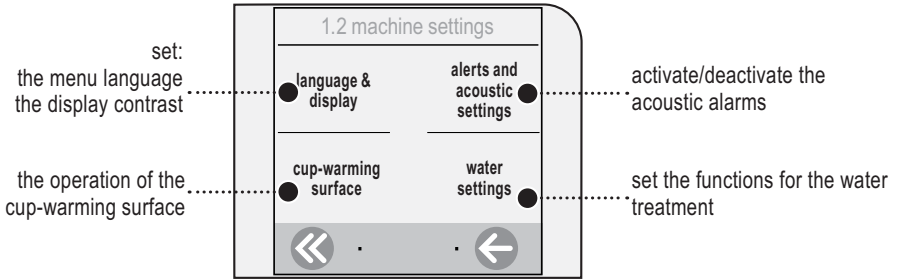 1.2 machine settings
set:
the menu language
the display contrast
language &
display
alerts and
acoustic
settings
activate/deactivate the
acoustic alarms
the operation of the
cup-warming surface
cup-warming
surface
water
settings
set the functions for the water
treatment